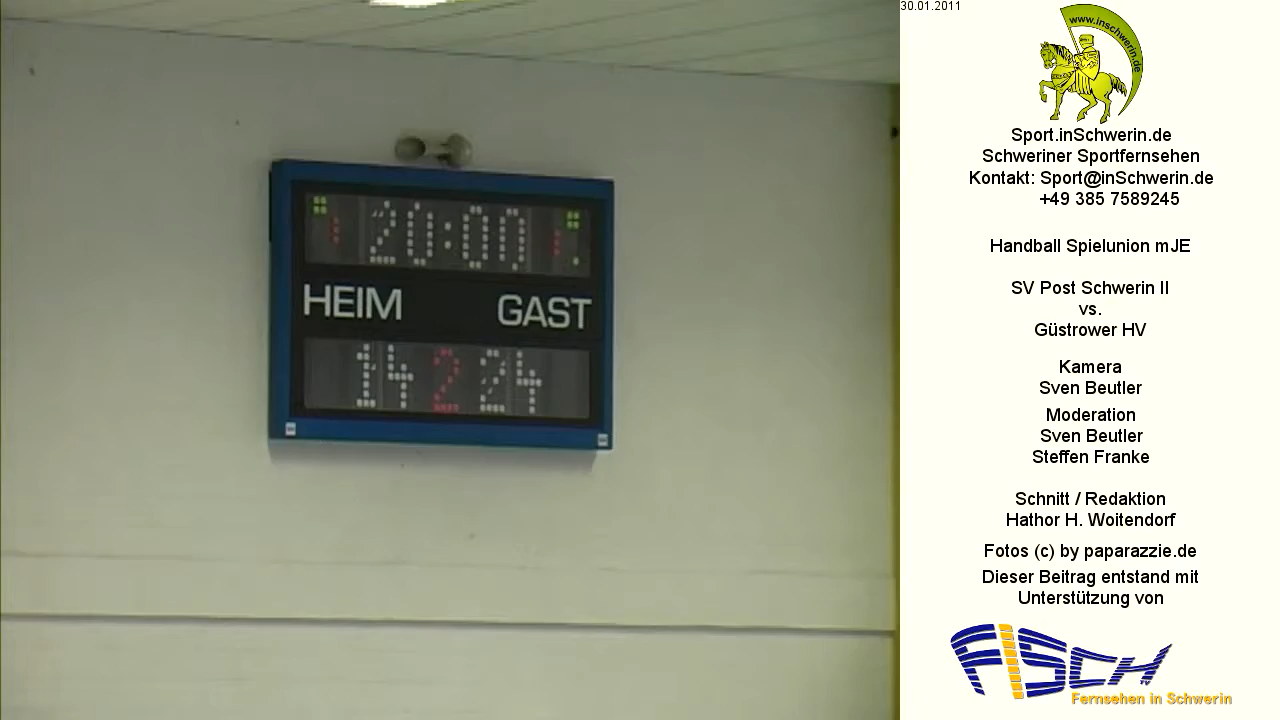 20:00
HEIM GAST
14 2 24
30.01.2011
www.inschwerin.de
Sport.inSchwerin.de
Schweriner Sportfernsehen
Kontakt: Sport@inSchwerin.de
+49 385 7589245
Handball Spielunion mJE
SV Post Schwerin II
vs.
Güstrower HV
Kamera
Sven Beutler
Moderation
Sven Beutler
Steffen Franke
Schnitt / Redaktion
Hathor H. Woitendorf
Fotos (c) by paparazzie.de
Dieser Beitrag entstand mit
Unterstützung von
FISCH TV
Fernsehen in Schwerin